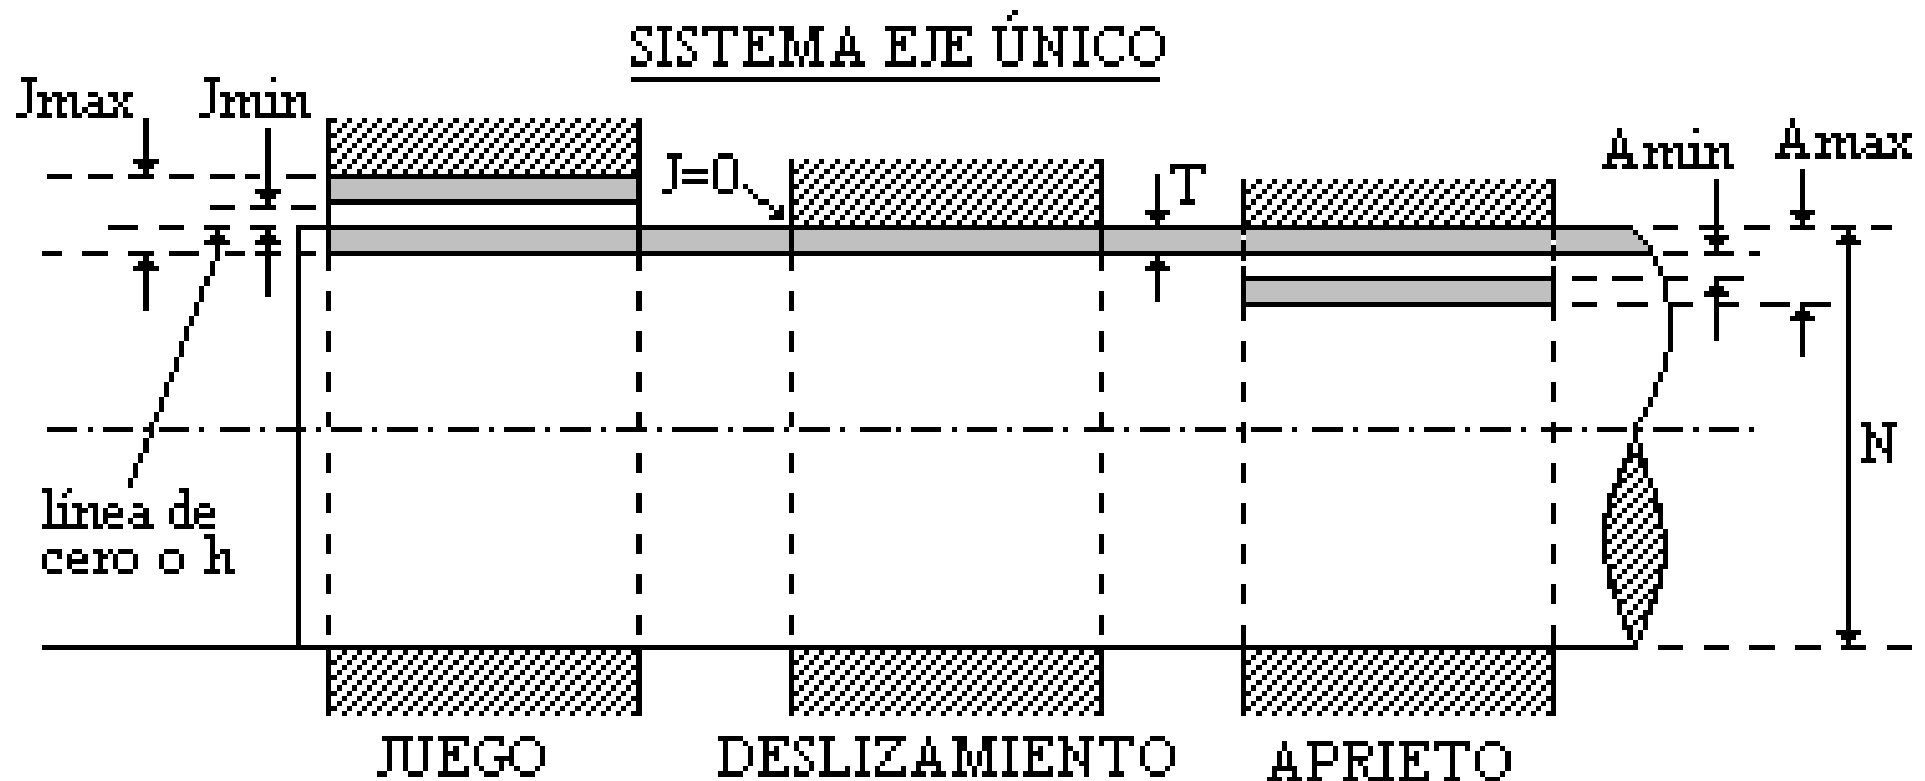 SISTEMA EJE ÚNICO
Jmax
Jmin
J=0
T
Amin
Amax
N
línea de
cero o h
JUEGO
DESLIZAMIENTO
APRIETO